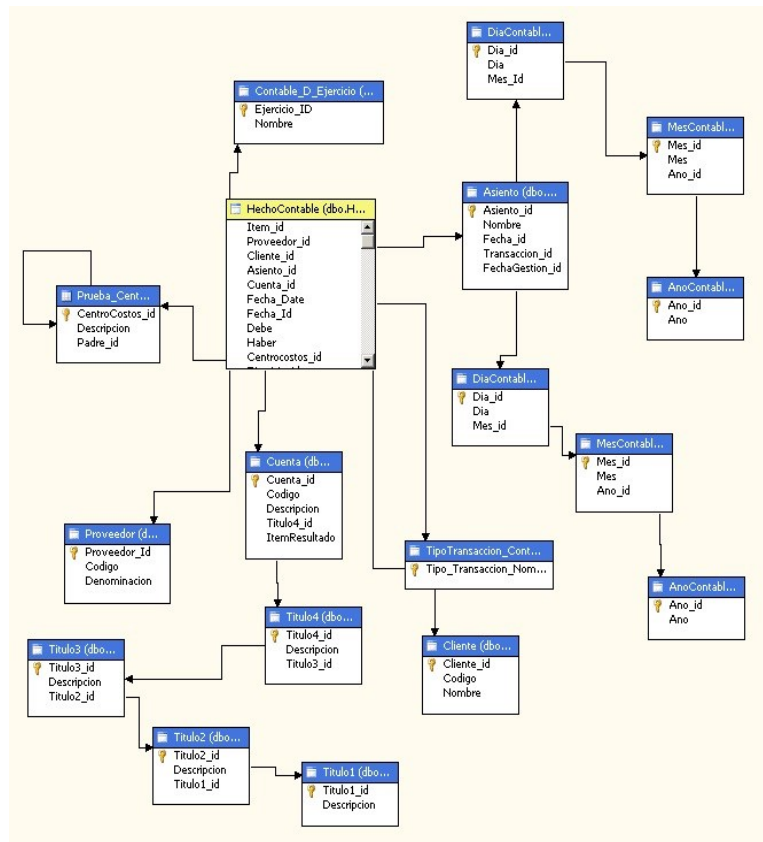 DiaContabl...
Dia_id
Dia
Mes_Id
Contable_D_Ejercicio (...
Ejercicio_ID
Nombre
MesContabl...
Mes_id
Mes
Ano_id
Asiento (dbo....
Asiento_id
Nombre
Fecha_id
Transaccion_id
FechaGestion_id
HechoContable (dbo.H...
Item_id
Proveedor_id
Cliente_id
Asiento_id
Cuenta_id
Fecha_Date
Fecha_Id
Debe
Haber
Centrocostos_id
Prueba_Cent...
CentroCostos_id
Descripcion
Padre_id
AnoContabl...
Ano_id
Ano
DiaContabl...
Dia_id
Dia
Mes_id
MesContabl...
Mes_id
Mes
Ano_id
Cuenta (db...
Cuenta_id
Codigo
Descripcion
Titulo4_id
ItemResultado
Proveedor (d...
Proveedor_Id
Codigo
Denominacion
TipoTransaccion_Cont...
Tipo_Transaccion_Nom...
AnoContabl...
Ano_id
Ano
Titulo4 (dbo...
Titulo4_id
Descripcion
Titulo3_id
Cliente (dbo...
Cliente_id
Codigo
Nombre
Titulo3 (dbo...
Titulo3_id
Descripcion
Titulo2_id
Titulo2 (dbo...
Titulo2_id
Descripcion
Titulo1_id
Titulo1 (dbo...
Titulo1_id
Descripcion